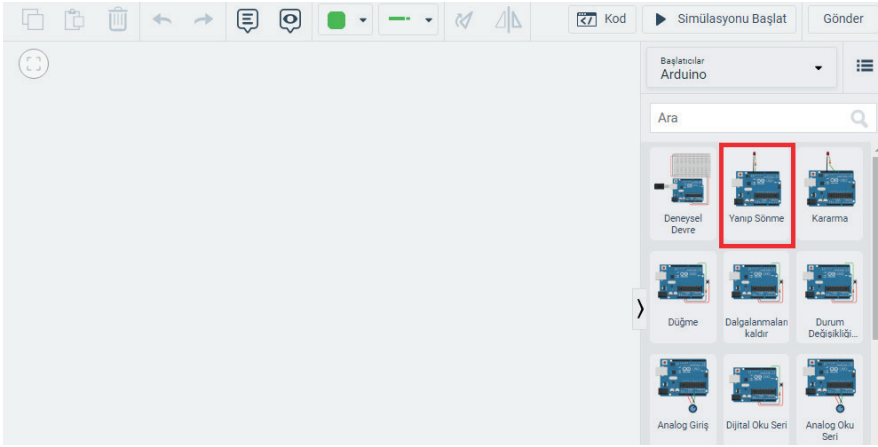 Kod
Simülasyonu Başlat
Gönder
Başlatıcılar
Arduino
Ara
Deneysel
Devre
Yanıp Sönme
Kararma
Düğme
Dalgalanmaları
kaldır
Durum
Değişikliği...
Analog Giriş
Dijital Oku Seri
Analog Oku
Seri